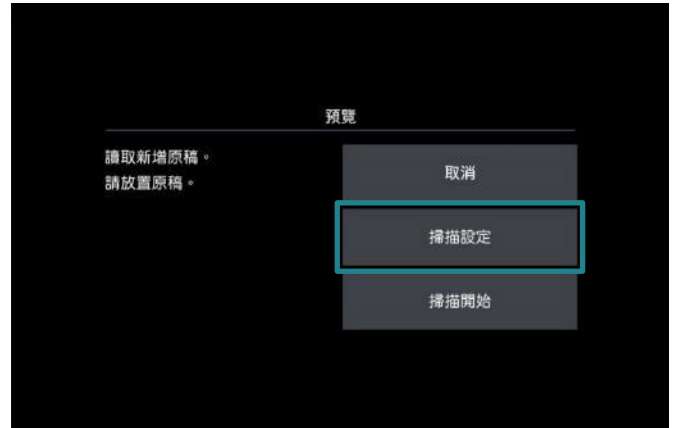 預覽
讀取新增原稿。
請放置原稿。
取消
掃描設定
掃描開始